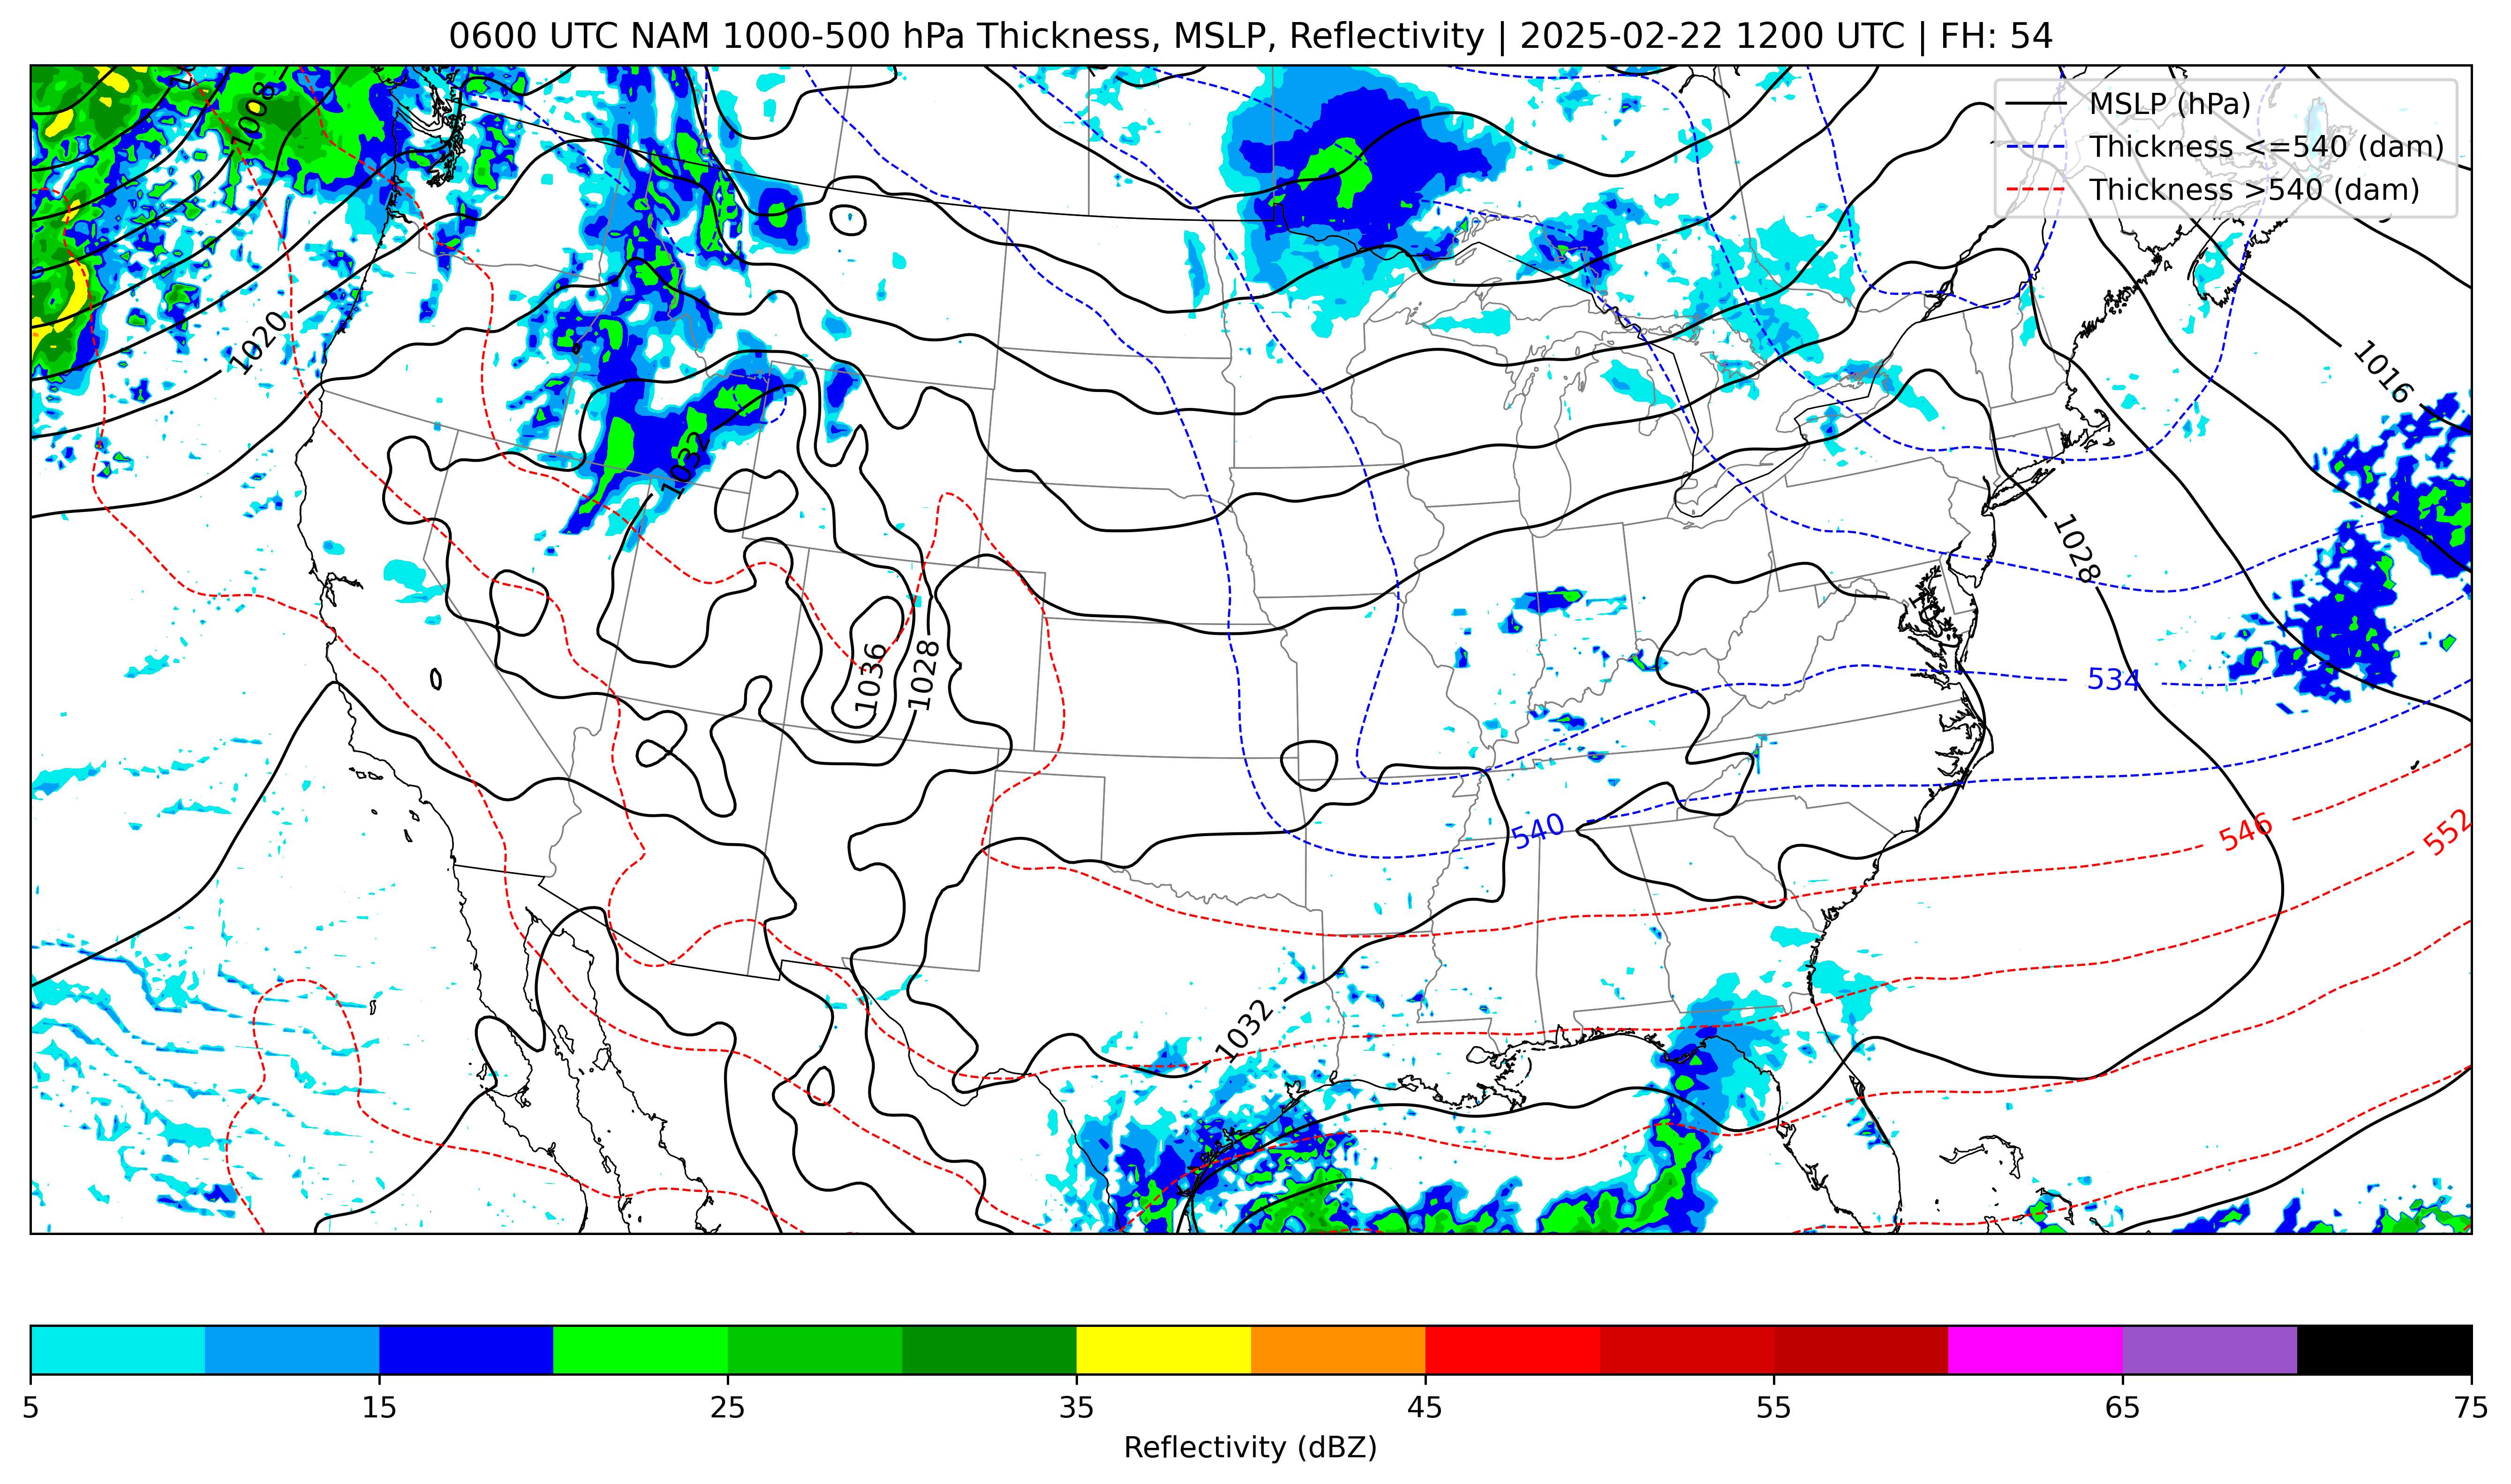 0600 UTC NAM 1000-500 hPa Thickness, MSLP, Reflectivity | 2025-02-22 1200 UTC | FH: 54
MSLP (hPa)
Thickness <=540 (dam)
Thickness >540 (dam)
1008
1020
1016
1032
1028
1036
1028
534
540
546
552
1032
5 15 25 35 45 55 65 75
Reflectivity (dBZ)